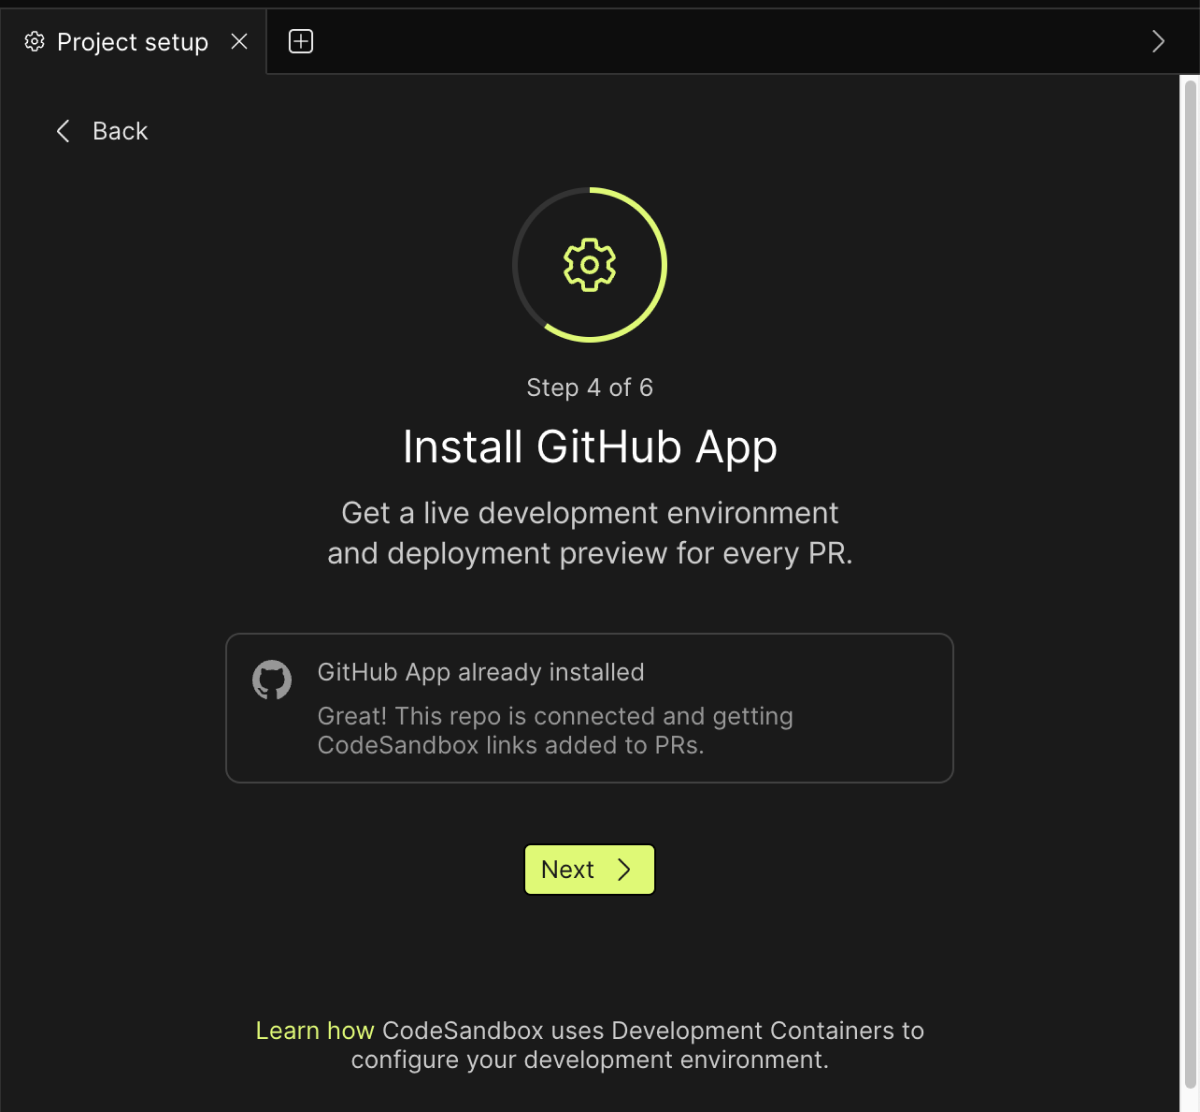 Project setup
Back
Step 4 of 6
Install GitHub App
Get a live development environment
and deployment preview for every PR.
GitHub App already installed
Great! This repo is connected and getting
CodeSandbox links added to PRs.
Next
Learn how CodeSandbox uses Development Containers to
configure your development environment.